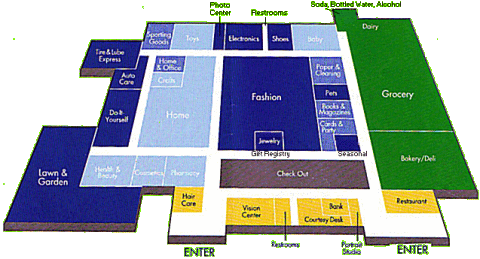 Photo
Center
Restrooms
Soda, Bottled Water, Alcohol
Sporting
Goods
Toys
Electronics
Shoes
Baby
Dairy
Tire & Lube
Express
Home
& Office
Crafts
Paper &
Cleaning
Auto
Care
Pets
Fashion
Grocery
Do-It-
Yourself
Home
Books &
Magazines
Cards &
Party
Jewelry
Gift Registry
Seasonal
Lawn &
Garden
Health &
Beauty
Cosmetics
Pharmacy
Check Out
Bakery/Deli
Hair
Care
Vision
Center
Bank
Courtesy Desk
Restaurant
Restrooms
Portrait
Studio
ENTER
ENTER